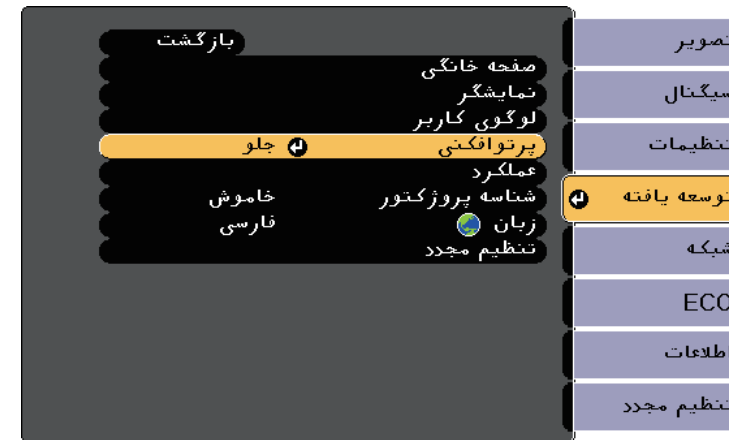 تصویر
سیگنال
تنظیمات
توسعه یافته
شبکه
ECO
اطلاعات
تنظیم مجدد
بازگشت
صفحه خانگی
نمایشگر
لوگوی کاربر
پرتوافکنی جلو
عملکرد
شناسه پروژکتور خاموش
زبان فارسی
تنظیم مجدد